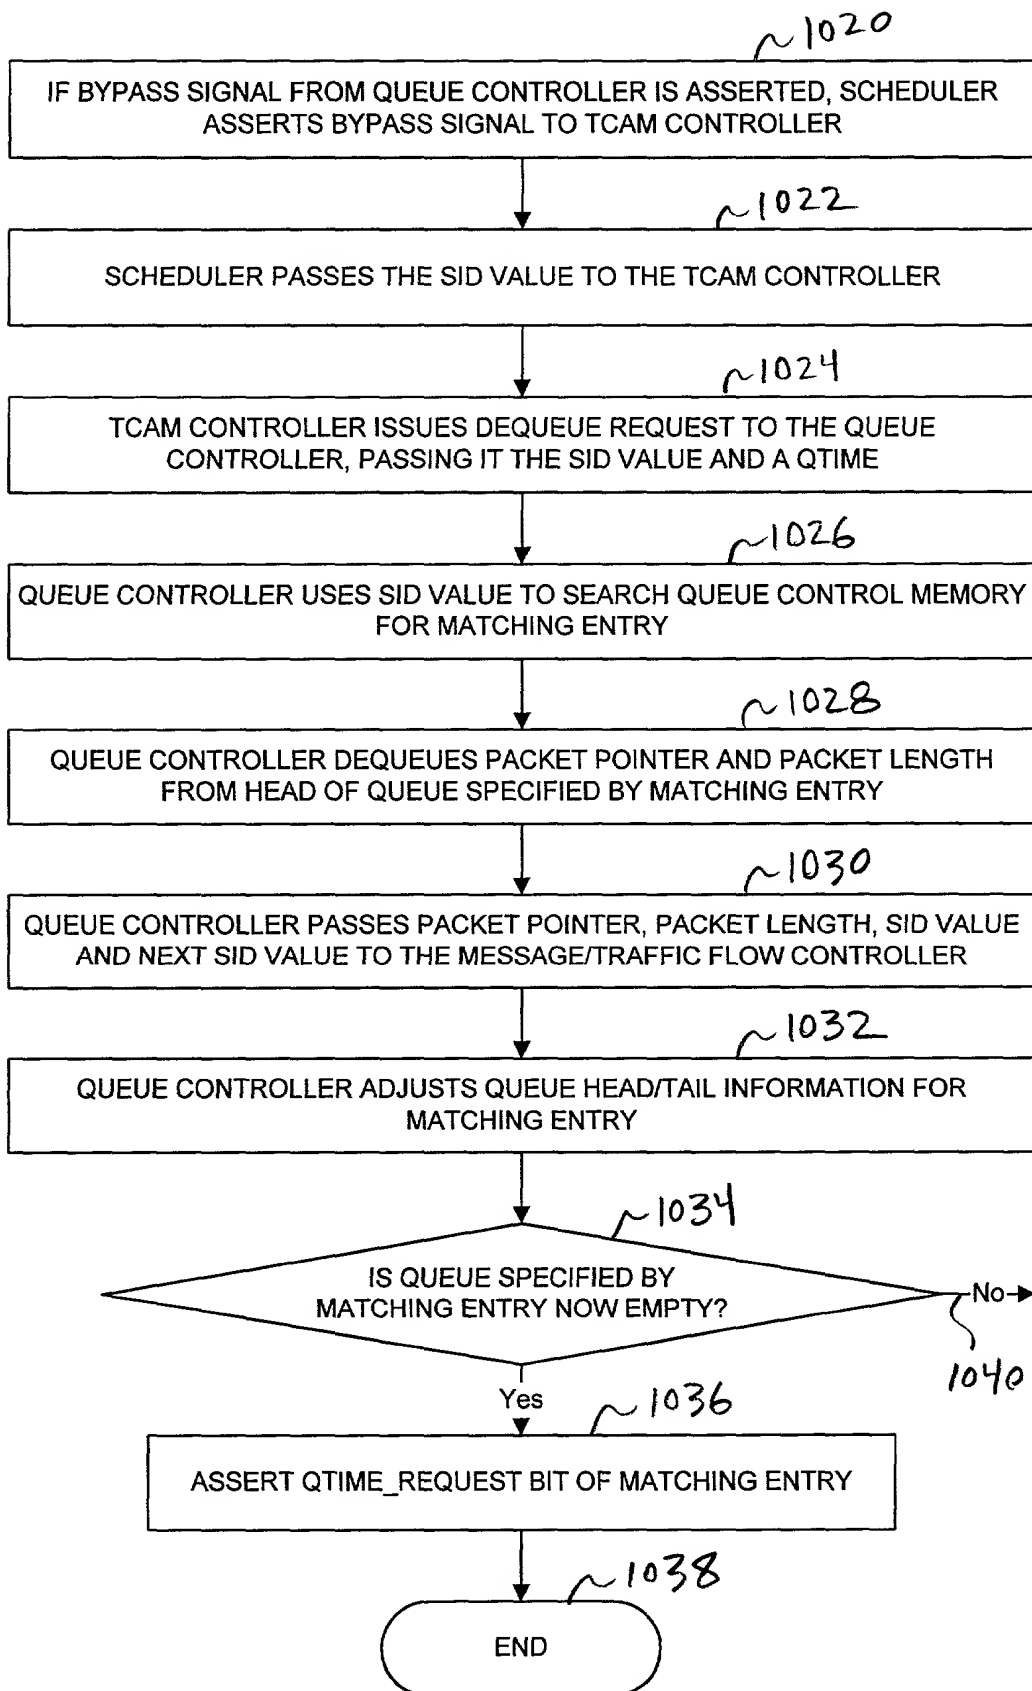 1020
IF BYPASS SIGNAL FROM QUEUE CONTROLLER IS ASSERTED, SCHEDULER
ASSERTS BYPASS SIGNAL TO TCAM CONTROLLER
1022
SCHEDULER PASSES THE SID VALUE TO THE TCAM CONTROLLER
1024
TCAM CONTROLLER ISSUES DEQUEUE REQUEST TO THE QUEUE
CONTROLLER, PASSING IT THE SID VALUE AND A QTIME
1026
QUEUE CONTROLLER USES SID VALUE TO SEARCH QUEUE CONTROL MEMORY
FOR MATCHING ENTRY
1028
QUEUE CONTROLLER DEQUEUES PACKET POINTER AND PACKET LENGTH
FROM HEAD OF QUEUE SPECIFIED BY MATCHING ENTRY
1030
QUEUE CONTROLLER PASSES PACKET POINTER, PACKET LENGTH, SID VALUE
AND NEXT SID VALUE TO THE MESSAGE/TRAFFIC FLOW CONTROLLER
1032
QUEUE CONTROLLER ADJUSTS QUEUE HEAD/TAIL INFORMATION FOR
MATCHING ENTRY
1034
IS QUEUE SPECIFIED BY
MATCHING ENTRY NOW EMPTY?
No
1040
Yes
1036
ASSERT QTIME_REQUEST BIT OF MATCHING ENTRY
1038
END